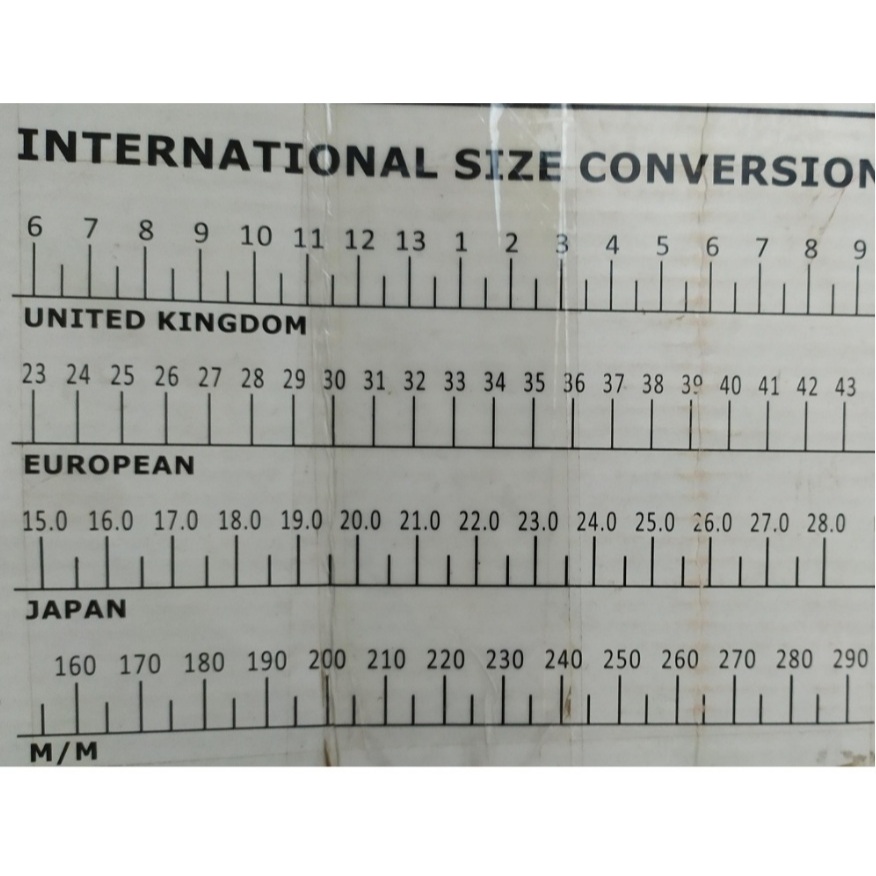 INTERNATIONAL SIZE CONVERSION
6 7 8 9 10 11 12 13 1 2 3 4 5 6 7 8 9
UNITED KINGDOM
23 24 25 26 27 28 29 30 31 32 33 34 35 36 37 38 39 40 41 42 43
EUROPEAN
15.0 16.0 17.0 18.0 19.0 20.0 21.0 22.0 23.0 24.0 25.0 26.0 27.0 28.0
JAPAN
160 170 180 190 200 210 220 230 240 250 260 270 280 290
M/M